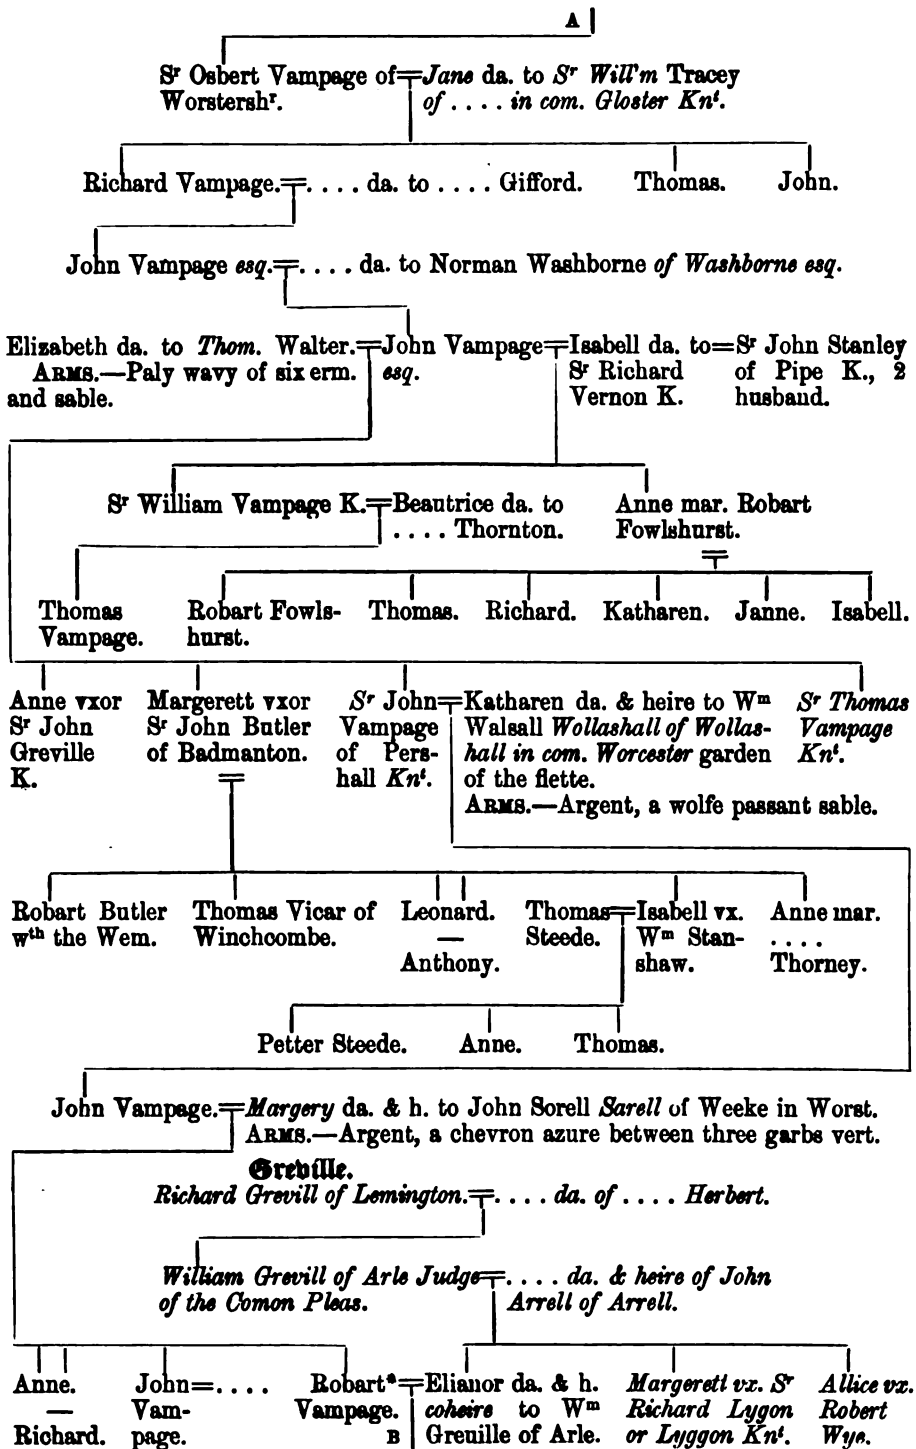 A
Sʳ Osbert Vampage of=Jane da. to Sʳ Will'm Tracey
Worstershʳ. of .... in com. Gloster Knᵗ.
Richard Vampage.=.... da. to .... Gifford. Thomas. John.
John Vampage esq.=.... da. to Norman Washborne of Washborne esq.
Elizabeth da. to Thom. Walter.=John Vampage=Isabell da. to=Sʳ John Stanley
Arms.—Paly wavy of six erm. esq. Sʳ Richard of Pipe K., 2
and sable. Vernon K. husband.
Sʳ William Vampage K.=Beautrice da. to Anne mar. Robart
.... Thornton. Fowlshurst.
Thomas Robart Fowls- Thomas. Richard. Katharen. Janne. Isabell.
Vampage. hurst.
Anne vxor Margerett vxor Sʳ John=Katharen da. & heire to Wᵐ Sʳ Thomas
Sʳ John Sʳ John Butler Vampage Walsall Wollashall of Wollas- Vampage
Greville of Badmanton. of Pers- hall in com. Worcester garden Knᵗ.
K. hall Knᵗ. of the flette.
Arms.—Argent, a wolfe passant sable.
Robart Butler Thomas Vicar of Leonard. Thomas=Isabell vx. Anne mar.
wᵗʰ the Wem. Winchcombe. — Steede. Wᵐ Stan- ....
Anthony. shaw. Thorney.
Petter Steede. Anne. Thomas.
John Vampage.=Margery da. & h. to John Sorell Sarell of Weeke in Worst.
Arms.—Argent, a chevron azure between three garbs vert.
Greville.
Richard Grevill of Lemington.=.... da. of .... Herbert.
William Grevill of Arle Judge=.... da. & heire of John
of the Comon Pleas. Arrell of Arrell.
Anne. John=.... Robart*=Elianor da. & h. Margerett vx. Sʳ Allice vx.
— Vam- Vampage. coheire to Wᵐ Richard Lygon Robert
Richard. page. B Greuille of Arle. or Lyggon Knᵗ. Wye.